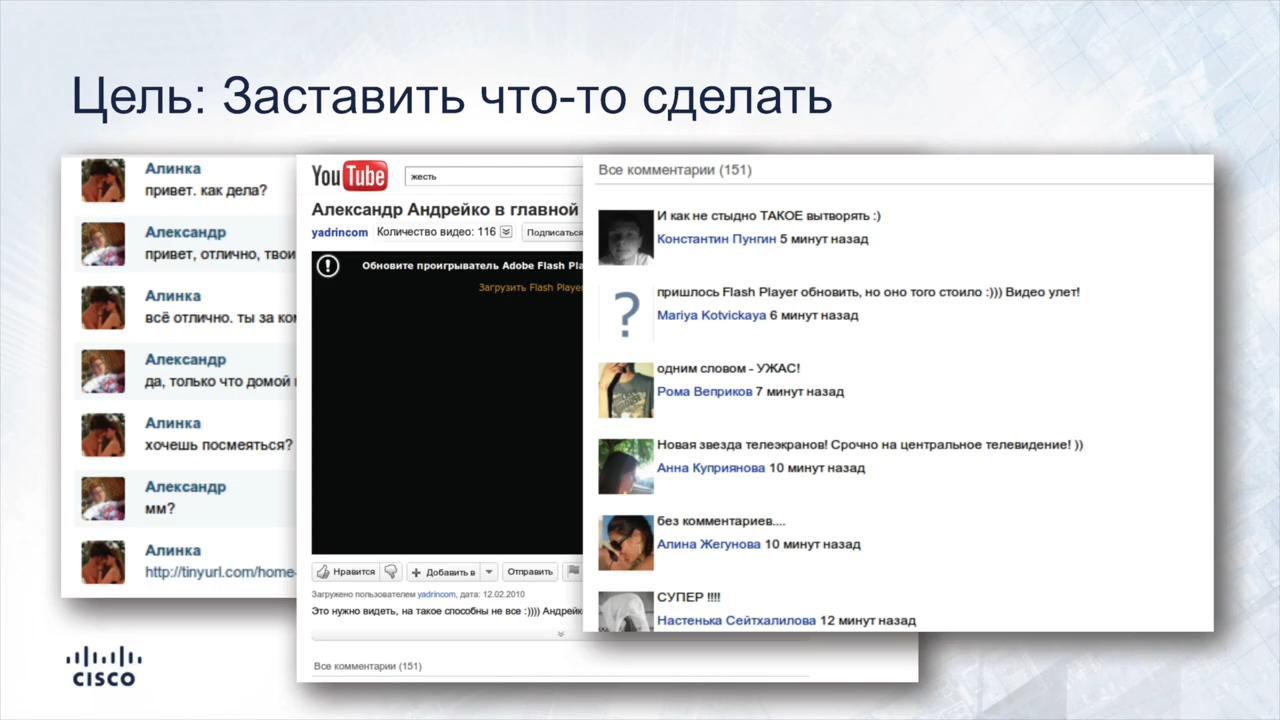 Цель: Заставить что-то сделать
Алинка
привет. как дела?
Александр
привет, отлично, твои
Алинка
всё отлично. ты за
Александр
да, только что домой
Алинка
хочешь посмеяться?
Александр
мм?
Алинка
http://tinyurl.com/home-
YouTube
жесть
Александр Андрейко в главной
yadrincom Количество видео: 116 Подписаться
Обновите проигрыватель Adobe Flash
Загрузить Flash Player
Нравится Добавить в Отправить
Загружено пользователем yadrincom, дата: 12.02.2010
Это нужно видеть, на такое способны не все :)))) Андрейко
Все комментарии (151)
Все комментарии (151)
И как не стыдно ТАКОЕ вытворять :)
Константин Пунгин 5 минут назад
?
пришлось Flash Player обновить, но оно того стоило :))) Видео улет!
Mariya Kotvickaya 6 минут назад
одним словом - УЖАС!
Рома Веприков 7 минут назад
Новая звезда телеэкранов! Срочно на центральное телевидение! ))
Анна Куприянова 10 минут назад
без комментариев....
Алина Жегунова 10 минут назад
СУПЕР !!!!
Настенька Сейтхалилова 12 минут назад
CISCO